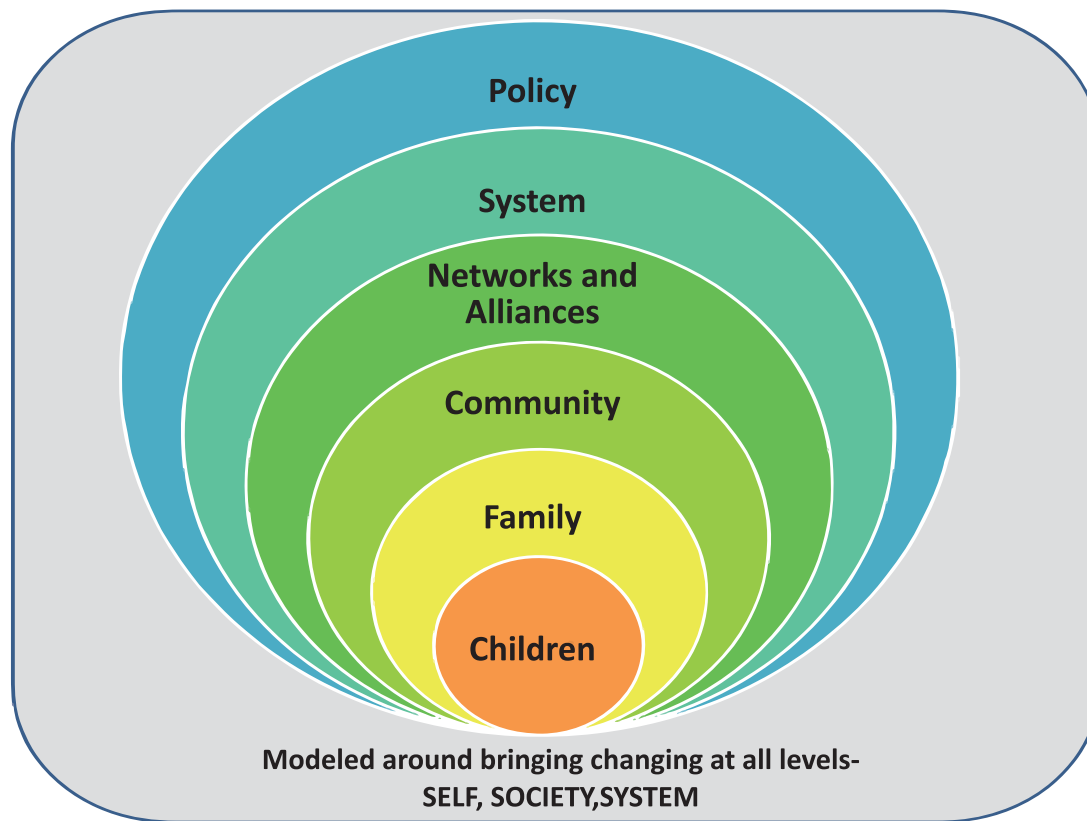 Policy
System
Networks and
Alliances
Community
Family
Children
Modeled around bringing changing at all levels-
SELF, SOCIETY,SYSTEM